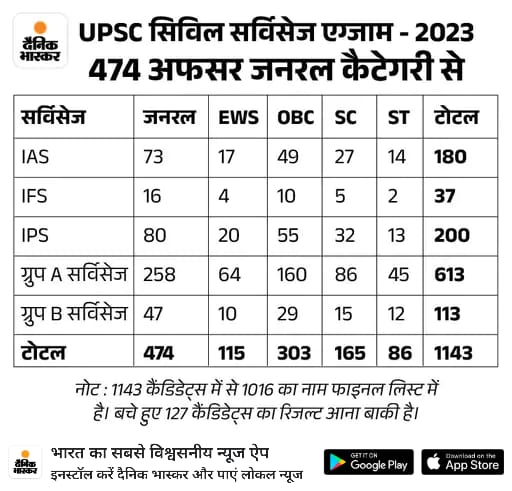 दैनिक भास्कर
UPSC सिविल सर्विसेज एग्जाम - 2023
474 अफसर जनरल कैटेगरी से
सर्विसेज जनरल EWS OBC SC ST टोटल
IAS 73 17 49 27 14 180
IFS 16 4 10 5 2 37
IPS 80 20 55 32 13 200
ग्रुप A सर्विसेज 258 64 160 86 45 613
ग्रुप B सर्विसेज 47 10 29 15 12 113
टोटल 474 115 303 165 86 1143
नोट : 1143 कैंडिडेट्स में से 1016 का नाम फाइनल लिस्ट में
है। बचे हुए 127 कैंडिडेट्स का रिजल्ट आना बाकी है।
दैनिक भास्कर
भारत का सबसे विश्वसनीय न्यूज ऐप
इनस्टॉल करें दैनिक भास्कर और पाएं लोकल न्यूज
GET IT ON
Google Play
Download on the
App Store